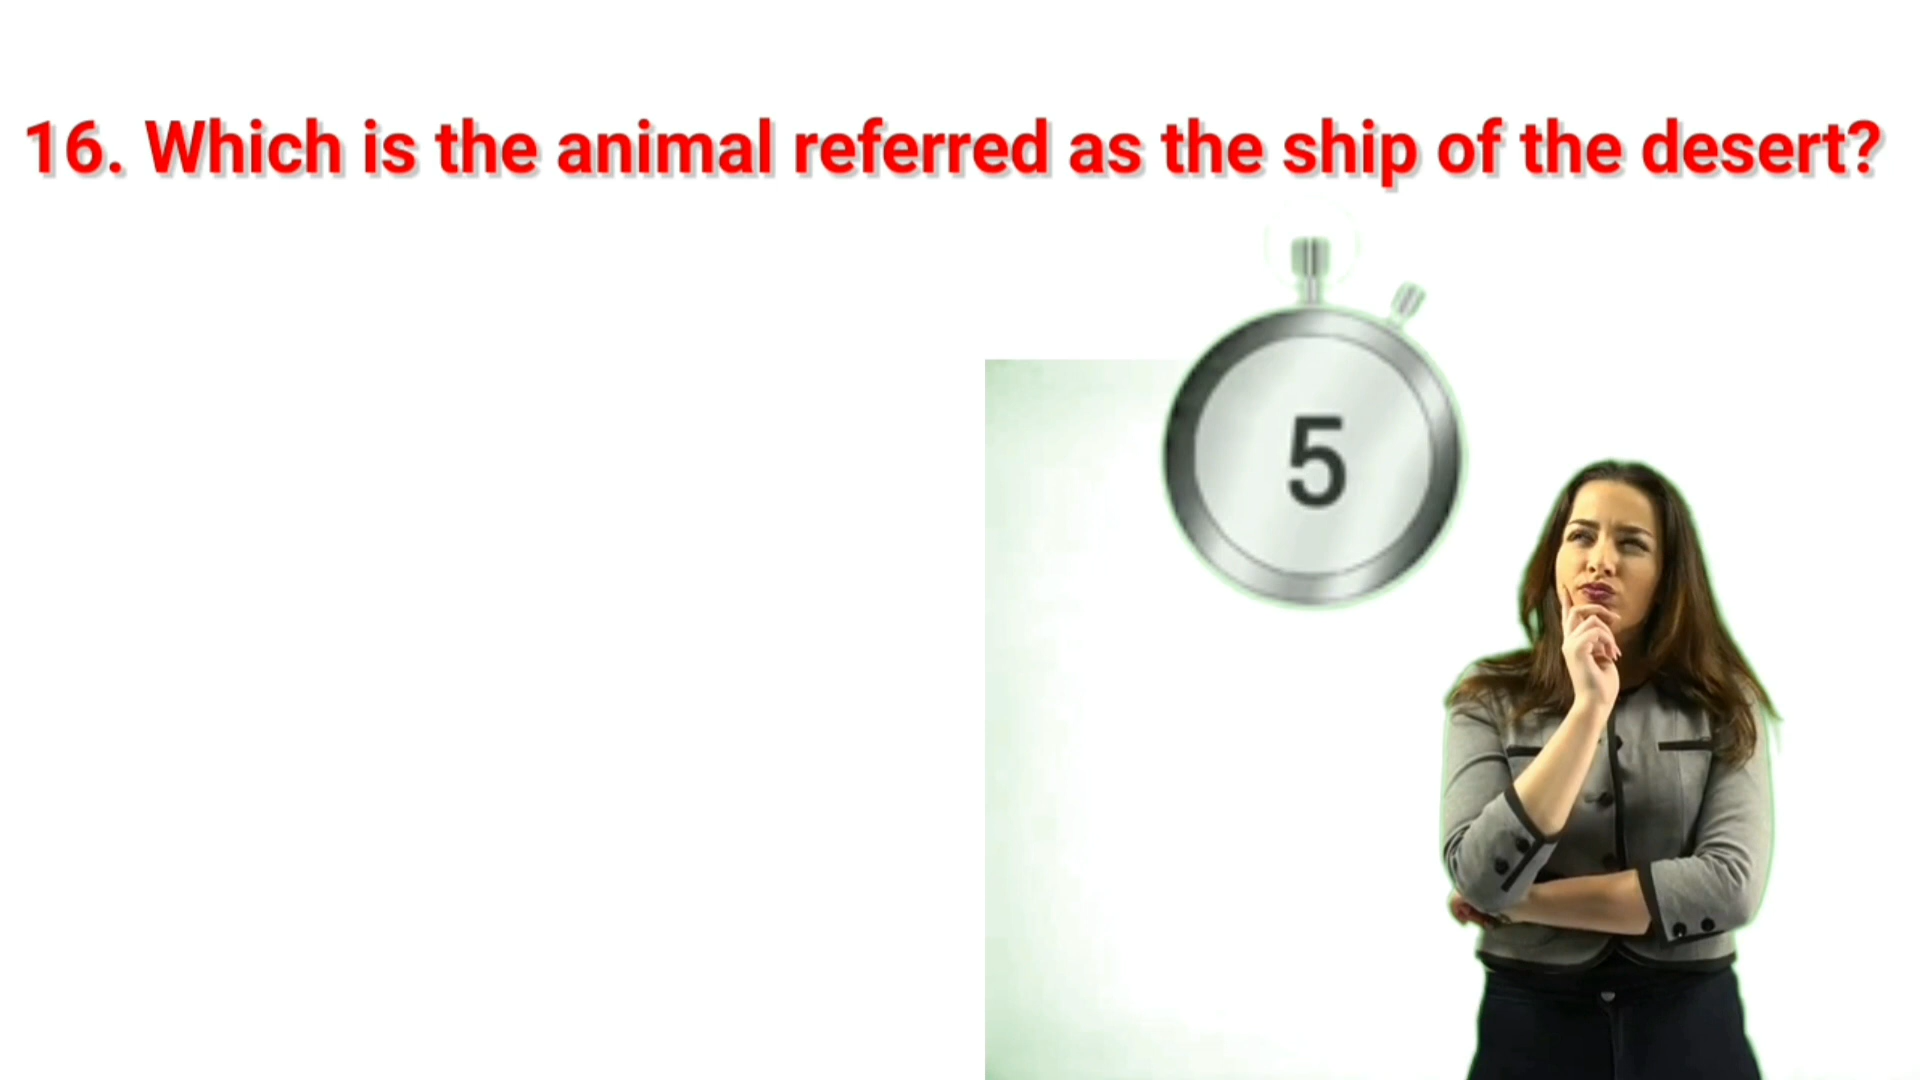 16. Which is the animal referred as the ship of the desert?
5